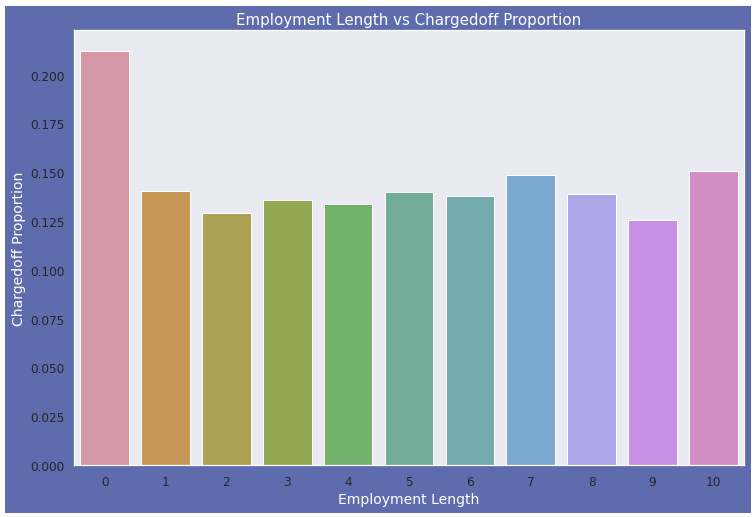 Employment Length vs Chargedoff Proportion
0.200
0.175
0.150
0.125
0.100
0.075
0.050
0.025
0.000
Chargedoff Proportion
0 1 2 3 4 5 6 7 8 9 10
Employment Length